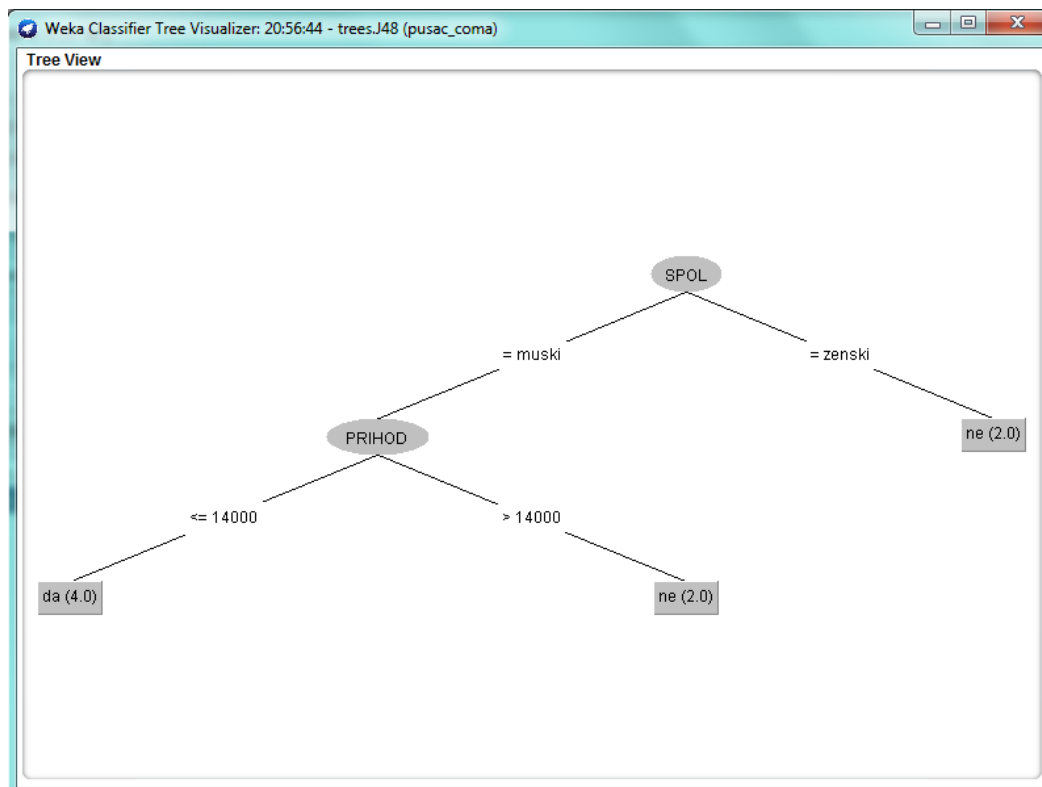 Weka Classifier Tree Visualizer: 20:56:44 - trees.J48 (pusac_coma)
Tree View
SPOL
= muski
= zenski
PRIHOD
ne (2.0)
<= 14000
> 14000
da (4.0)
ne (2.0)